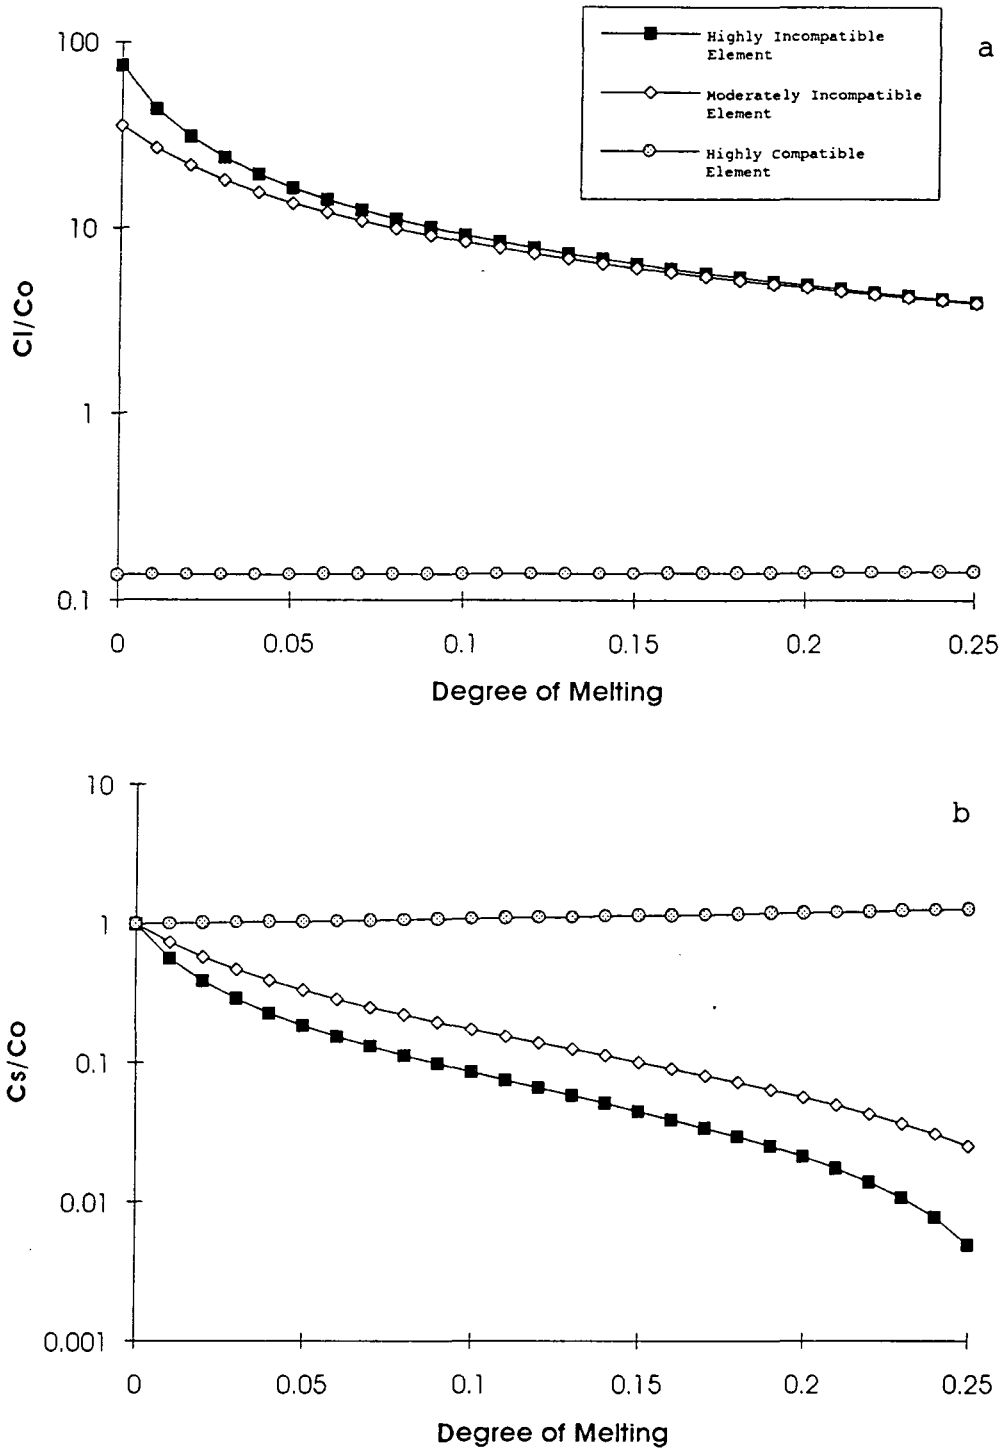 a
Highly Incompatible
Element
Moderately Incompatible
Element
Highly Compatible
Element
100
10
1
0.1
Cl/Co
0 0.05 0.1 0.15 0.2 0.25
Degree of Melting
b
10
1
0.1
0.01
0.001
Cs/Co
0 0.05 0.1 0.15 0.2 0.25
Degree of Melting